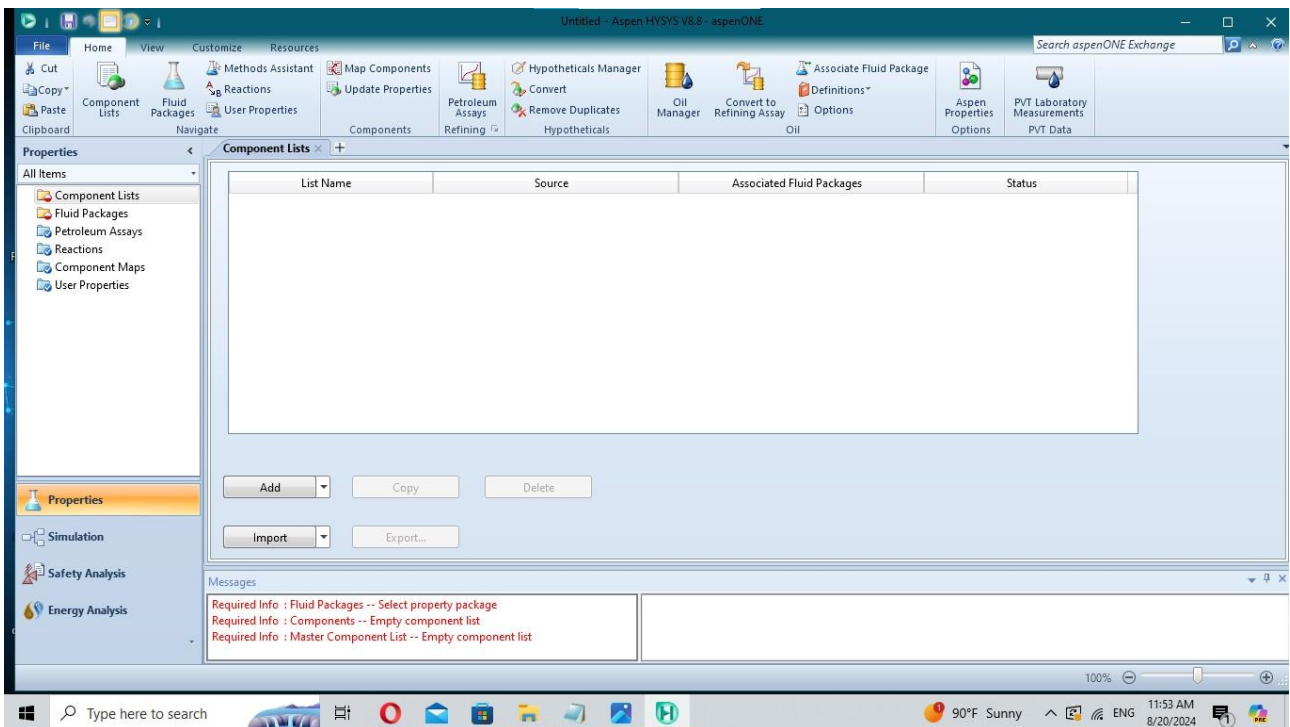 Untitled - Aspen HYSYS V8.8 - aspenONE
File Home View Customize Resources Search aspenONE Exchange
Cut
Copy
Paste
Clipboard
Component Lists
Fluid Packages
Methods Assistant
Reactions
User Properties
Navigate
Map Components
Update Properties
Components
Petroleum Assays
Refining
Hypotheticals Manager
Convert
Remove Duplicates
Hypotheticals
Oil Manager
Convert to Refining Assay
Associate Fluid Package
Definitions
Options
Oil
Aspen Properties
Options
PVT Laboratory Measurements
PVT Data
Properties
All Items
Component Lists
Fluid Packages
Petroleum Assays
Reactions
Component Maps
User Properties
Properties
Simulation
Safety Analysis
Energy Analysis
Component Lists
List Name Source Associated Fluid Packages Status
Add Copy Delete
Import Export...
Messages
Required Info : Fluid Packages -- Select property package
Required Info : Components -- Empty component list
Required Info : Master Component List -- Empty component list
100%
Type here to search
90°F Sunny ENG 11:53 AM
8/20/2024
1
PRE